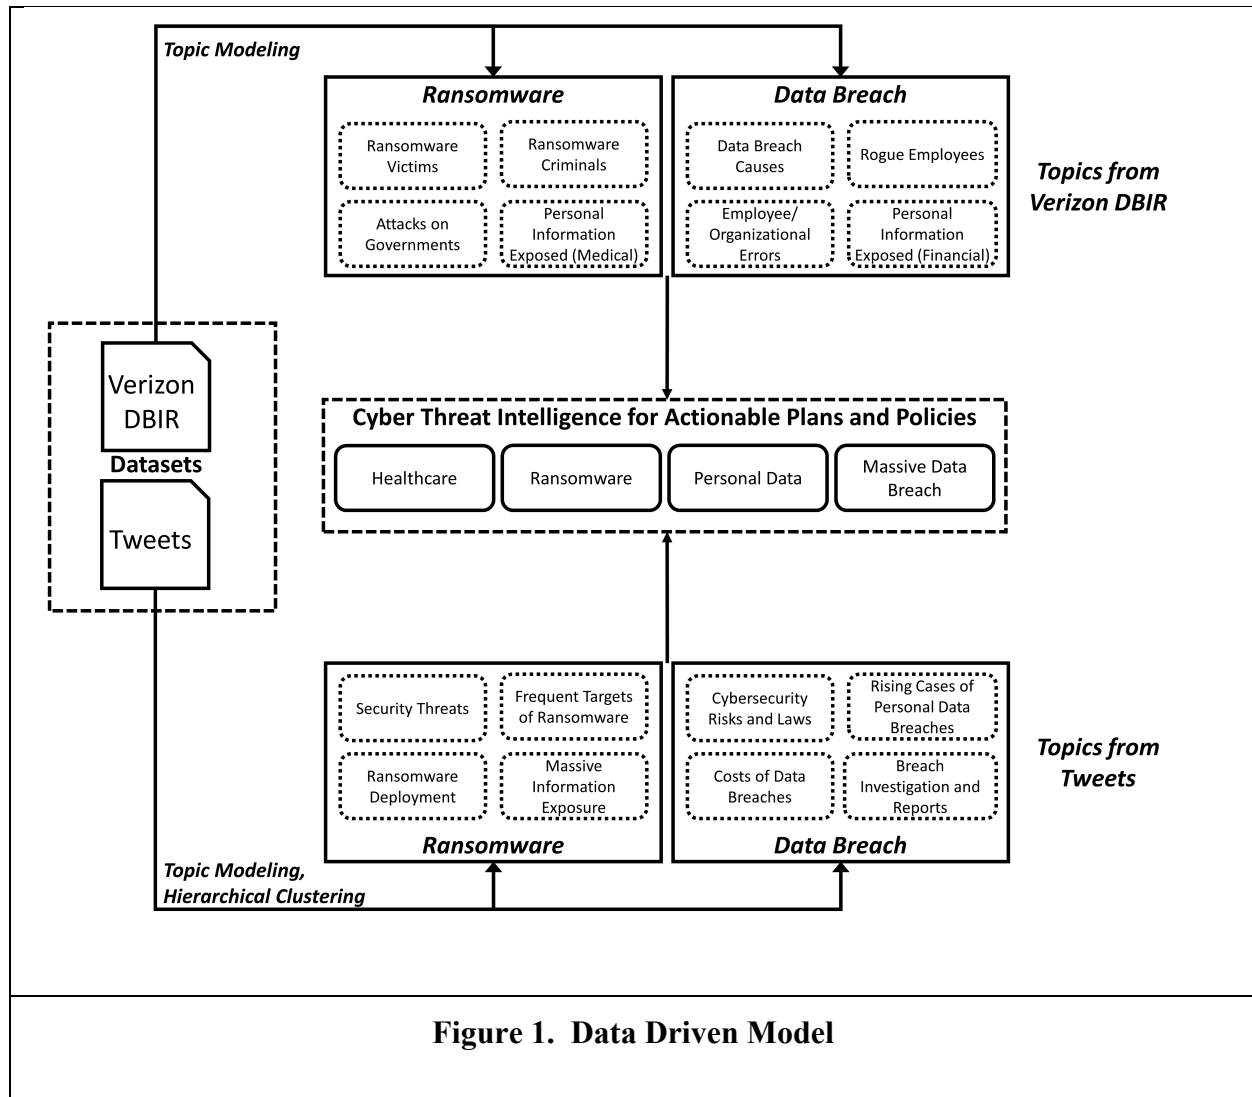 Topic Modeling
Ransomware
Ransomware
Victims
Ransomware
Criminals
Attacks on
Governments
Personal
Information
Exposed (Medical)
Data Breach
Data Breach
Causes
Rogue Employees
Employee/
Organizational
Errors
Personal
Information
Exposed (Financial)
Topics from
Verizon DBIR
Verizon
DBIR
Datasets
Tweets
Cyber Threat Intelligence for Actionable Plans and Policies
Healthcare
Ransomware
Personal Data
Massive Data
Breach
Security Threats
Frequent Targets
of Ransomware
Ransomware
Deployment
Massive
Information
Exposure
Ransomware
Cybersecurity
Risks and Laws
Rising Cases of
Personal Data
Breaches
Costs of Data
Breaches
Breach
Investigation and
Reports
Data Breach
Topics from
Tweets
Topic Modeling,
Hierarchical Clustering
Figure 1.  Data Driven Model